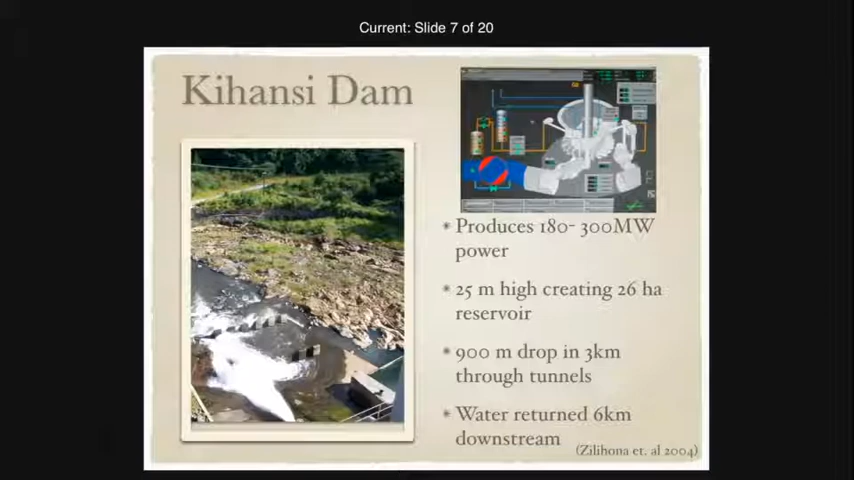 Current: Slide 7 of 20
Kihansi Dam
* Produces 180- 300MW
power
* 25 m high creating 26 ha
reservoir
* 900 m drop in 3km
through tunnels
* Water returned 6km
downstream
(Zilihona et. al 2004)